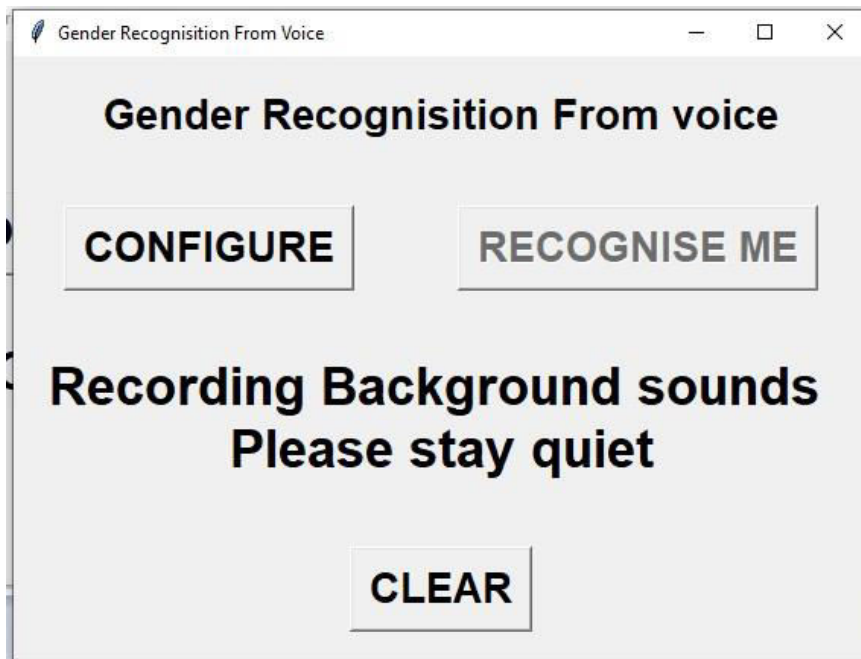 Gender Recognisition From Voice
Gender Recognisition From voice
CONFIGURE
RECOGNISE ME
Recording Background sounds
Please stay quiet
CLEAR